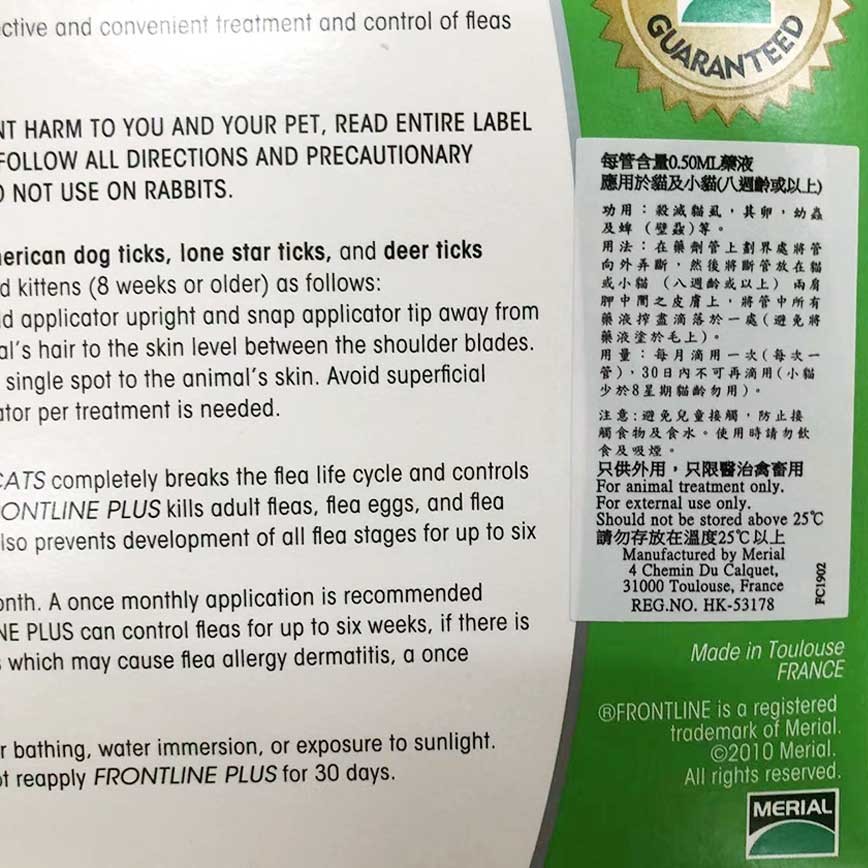 ctive and convenient treatment and control of fleas
NT HARM TO YOU AND YOUR PET, READ ENTIRE LABEL
FOLLOW ALL DIRECTIONS AND PRECAUTIONARY
O NOT USE ON RABBITS.
erican dog ticks, lone star ticks, and deer ticks
d kittens (8 weeks or older) as follows:
ld applicator upright and snap applicator tip away from
al's hair to the skin level between the shoulder blades.
single spot to the animal's skin. Avoid superficial
ator per treatment is needed.
CATS completely breaks the flea life cycle and controls
ONTLINE PLUS kills adult fleas, flea eggs, and flea
lso prevents development of all flea stages for up to six
onth. A once monthly application is recommended
NE PLUS can control fleas for up to six weeks, if there is
s which may cause flea allergy dermatitis, a once
r bathing, water immersion, or exposure to sunlight.
ot reapply FRONTLINE PLUS for 30 days.
GUARANTEED
每管含量0.50ML藥液
應用於貓及小貓(八週齡或以上)
功用：殺滅貓虱，其卵，幼蟲
及蜱（壁蝨）等。
用法：在藥劑管上劃界處將管
向外弄斷，然後將斷管放在貓
或小貓（八週齡或以上）兩肩
胛中間之皮膚上，將管中所有
藥液搾盡滴落於一處(避免將
藥液塗於毛上)。
用量：每月滴用一次(每次一
管)，30日內不可再滴用(小貓
少於8星期貓齡勿用)。
注意:避免兒童接觸，防止接
觸食物及食水。使用時請勿飲
食及吸煙。
只供外用，只限醫治禽畜用
For animal treatment only.
For external use only.
Should not be stored above 25℃
請勿存放在溫度25℃以上
Manufactured by Merial
4 Chemin Du Calquet,
31000 Toulouse, France
REG.NO. HK-53178
FC1902
Made in Toulouse
FRANCE
®FRONTLINE is a registered
trademark of Merial.
©2010 Merial.
All rights reserved.
MERIAL